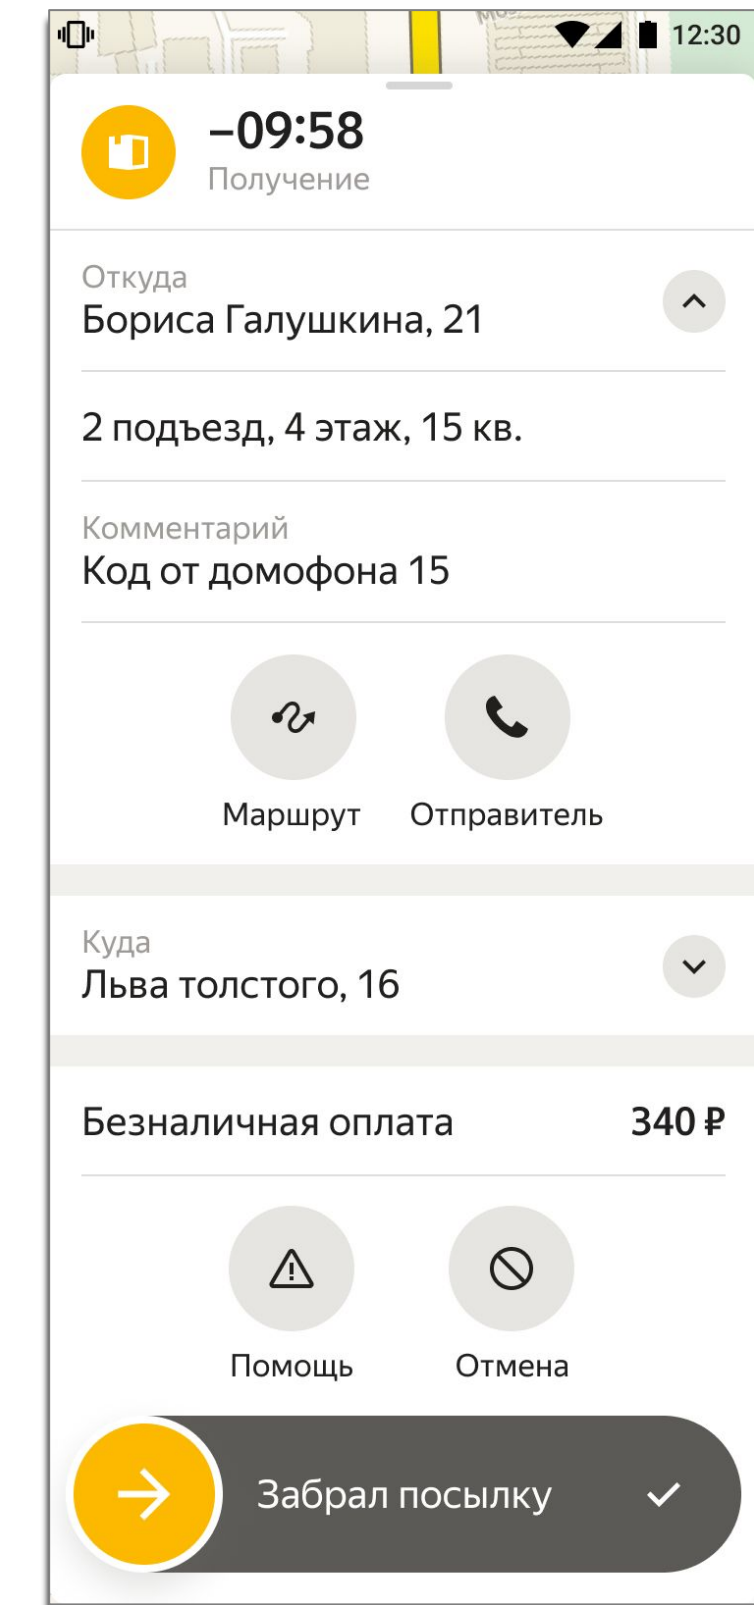 12:30
–09:58
Получение
Откуда
Бориса Галушкина, 21
2 подъезд, 4 этаж, 15 кв.
Комментарий
Код от домофона 15
Маршрут Отправитель
Куда
Льва толстого, 16
Безналичная оплата 340 ₽
Помощь Отмена
Забрал посылку